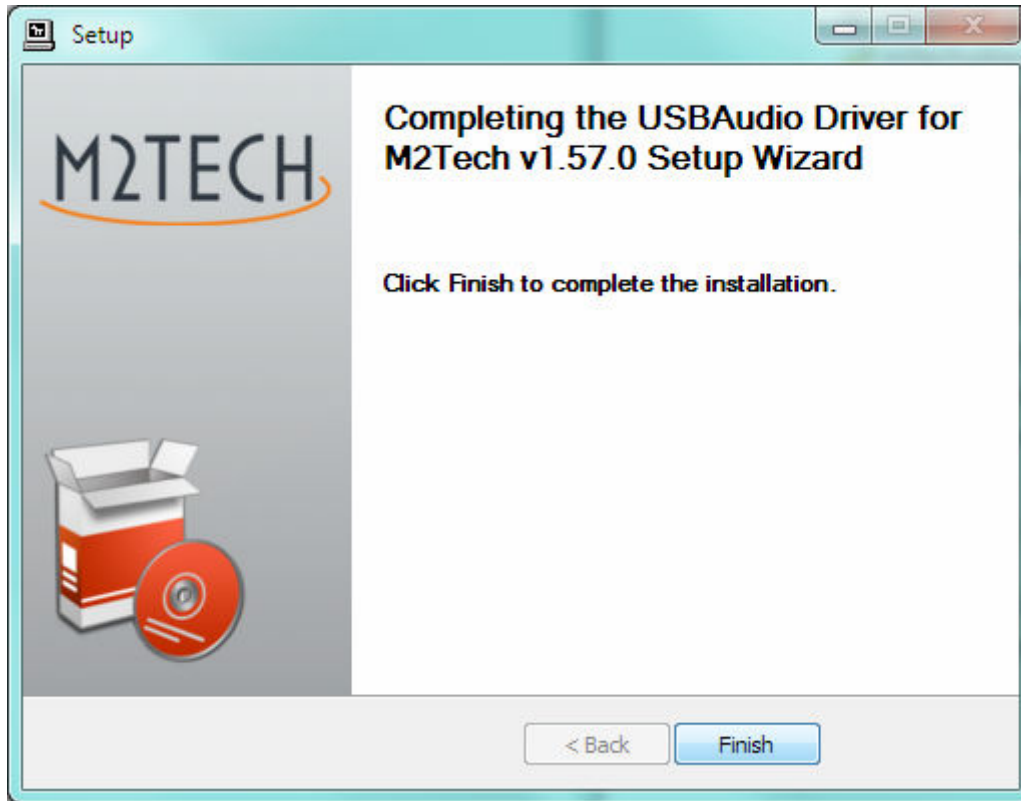 Setup
M2TECH
Completing the USBAudio Driver for
M2Tech v1.57.0 Setup Wizard
Click Finish to complete the installation.
< Back
Finish